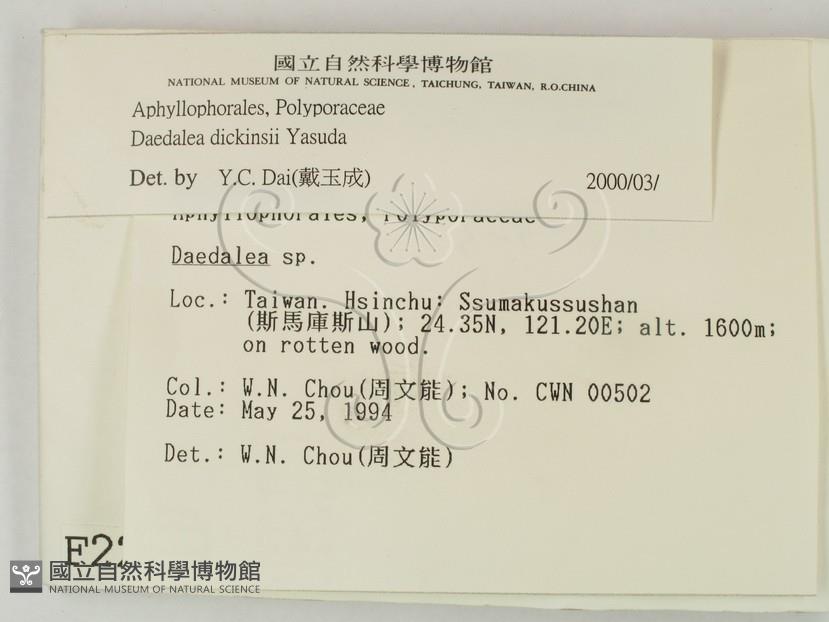 國立自然科學博物館
NATIONAL MUSEUM OF NATURAL SCIENCE, TAICHUNG, TAIWAN, R.O.CHINA
Aphyllophorales, Polyporaceae
Daedalea dickinsii Yasuda
Det. by Y.C. Dai(戴玉成) 2000/03/
Aphyllophorales, Polyporaceae
Daedalea sp.
Loc.: Taiwan. Hsinchu: Ssumakussushan
(斯馬庫斯山); 24.35N, 121.20E; alt. 1600m;
on rotten wood.
Col.: W.N. Chou(周文能); No. CWN 00502
Date: May 25, 1994
Det.: W.N. Chou(周文能)
F22
國立自然科學博物館
NATIONAL MUSEUM OF NATURAL SCIENCE